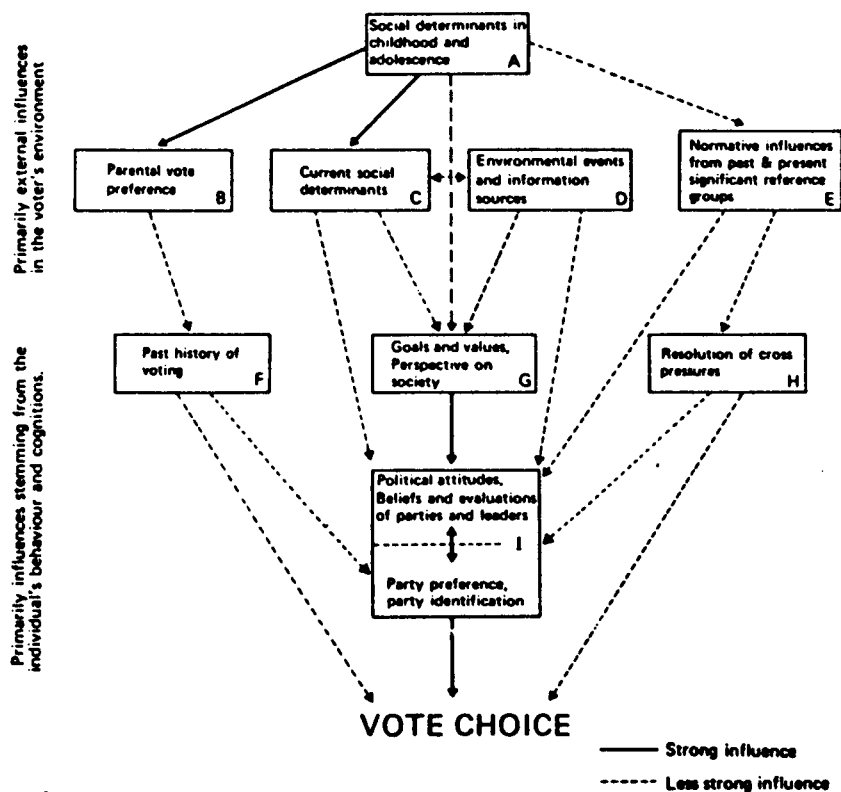 Social determinants in
childhood and
adolescence A
Primarily external influences
in the voter's environment
Parental vote
preference
B
Current social
determinants
C
Environmental events
and information
sources
D
Normative influences
from past & present
significant reference
groups E
Primarily influences stemming from the
individual's behaviour and cognitions.
Past history of
voting
F
Goals and values,
Perspective on
society G
Resolution of cross
pressures
H
Political attitudes,
Beliefs and evaluations
of parties and leaders
I
Party preference,
party identification
VOTE CHOICE
Strong influence
Less strong influence